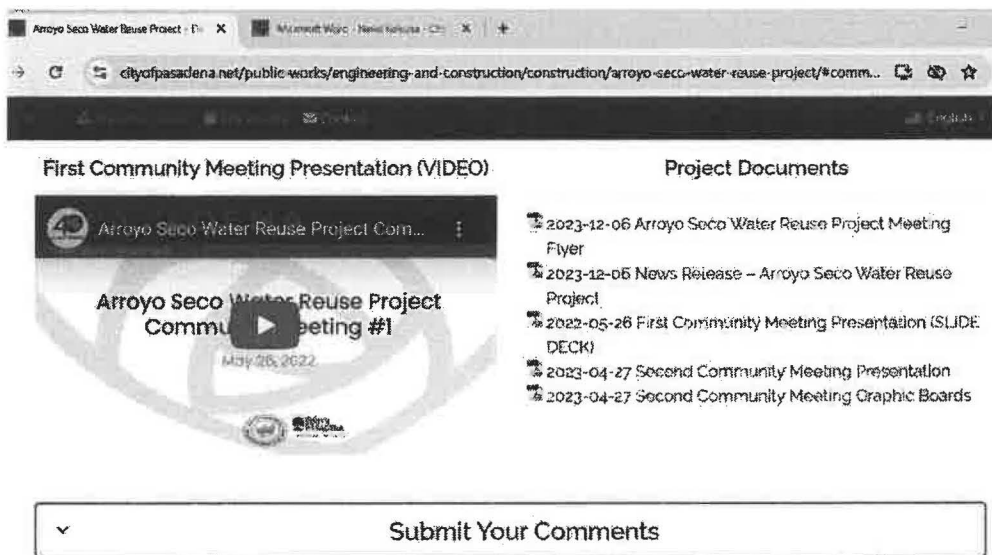 Arroyo Seco Water Reuse Project -
cityofpasadena.net/public-works/engineering-and-construction/construction/arroyo-seco-water-reuse-project/#comm...
English
First Community Meeting Presentation (VIDEO)
Arroyo Seco Water Reuse Project Com...
Arroyo Seco Water Reuse Project
Commu eeting #1
May 26, 2022
Project Documents
2023-12-06 Arroyo Seco Water Reuse Project Meeting
Flyer
2023-12-06 News Release – Arroyo Seco Water Reuse
Project
2022-05-26 First Community Meeting Presentation (SLIDE
DECK)
2023-04-27 Second Community Meeting Presentation
2023-04-27 Second Community Meeting Graphic Boards
Submit Your Comments